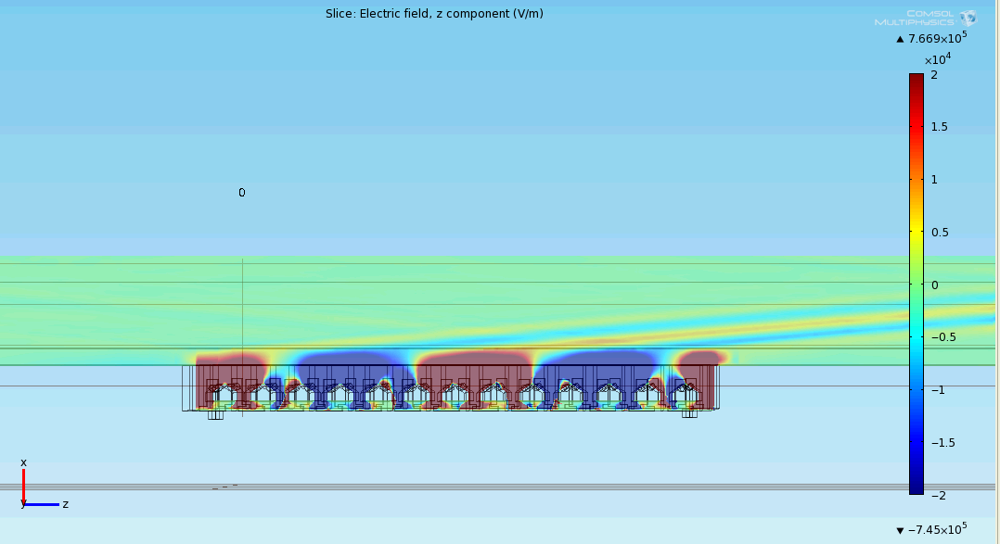 Slice: Electric field, z component (V/m)
COMSOL
MULTIPHYSICS
▲ 7.669×10⁵
×10⁴
2
1.5
1
0.5
0
−0.5
−1
−1.5
−2
▼ −7.45×10⁵
0
x
y z